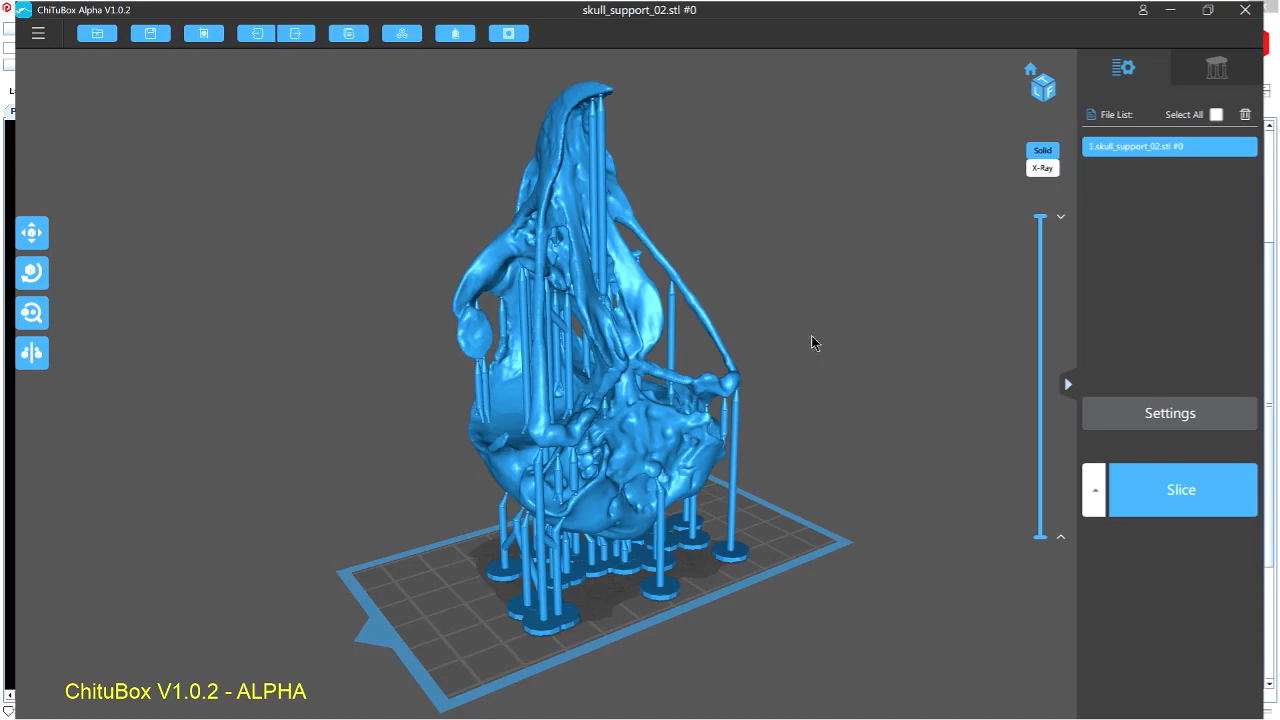 ChiTuBox Alpha V1.0.2
skull_support_02.stl #0
T
L F
File List:
Select All
1.skull_support_02.stl #0
Solid
X-Ray
Settings
Slice
ChituBox V1.0.2 - ALPHA